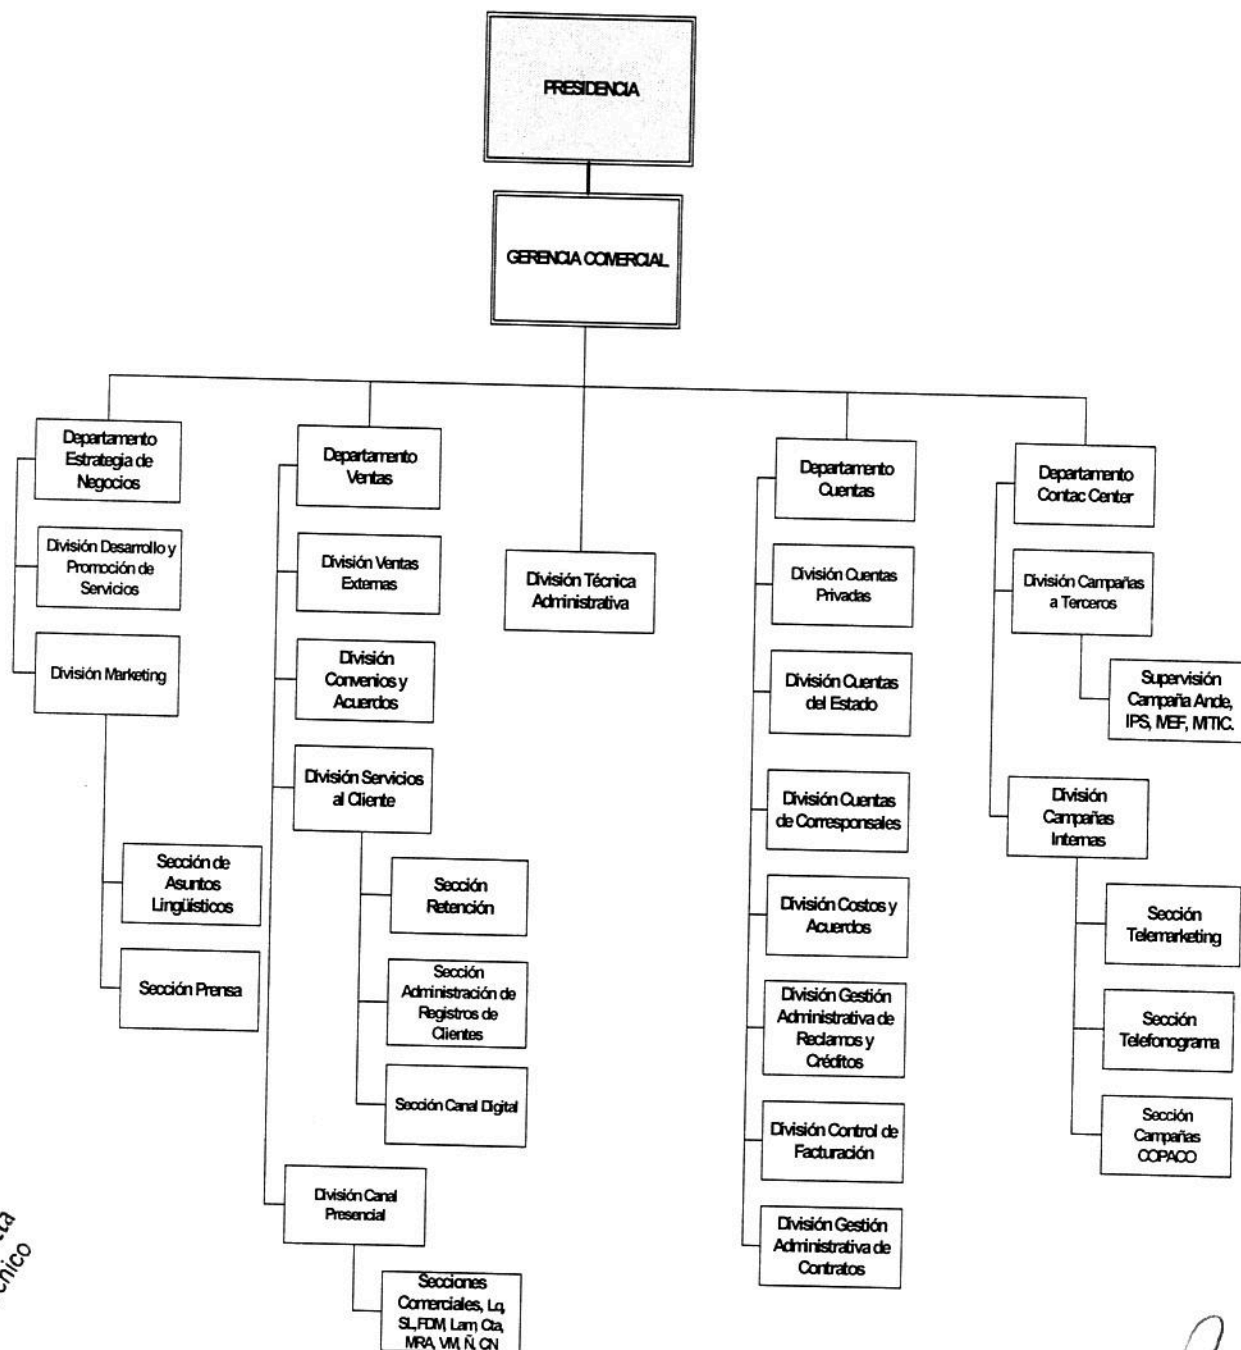 PRESIDENCIA
GERENCIA COMERCIAL
Departamento
Estrategia de
Negocios
División Desarrollo y
Promoción de
Servicios
División Marketing
Sección de
Asuntos
Lingüísticos
Sección Prensa
Departamento
Ventas
División Ventas
Externas
División
Convenios y
Acuerdos
División Servicios
al Cliente
Sección
Retención
Sección
Administración de
Registros de
Clientes
Sección Canal Digital
División Canal
Presencial
Secciones
Comerciales, Lq,
SL,FDM, Lam, Cta,
MRA, VM, Ñ, CN
División Técnica
Administrativa
Departamento
Cuentas
División Cuentas
Privadas
División Cuentas
del Estado
División Cuentas
de Corresponsales
División Costos y
Acuerdos
División Gestión
Administrativa de
Reclamos y
Créditos
División Control de
Facturación
División Gestión
Administrativa de
Contratos
Departamento
Contac Center
División Campañas
a Terceros
Supervisión
Campaña Ande,
IPS, MEF, MITIC.
División
Campañas
Internas
Sección
Telemarketing
Sección
Telefonograma
Sección
Campañas
COPACO